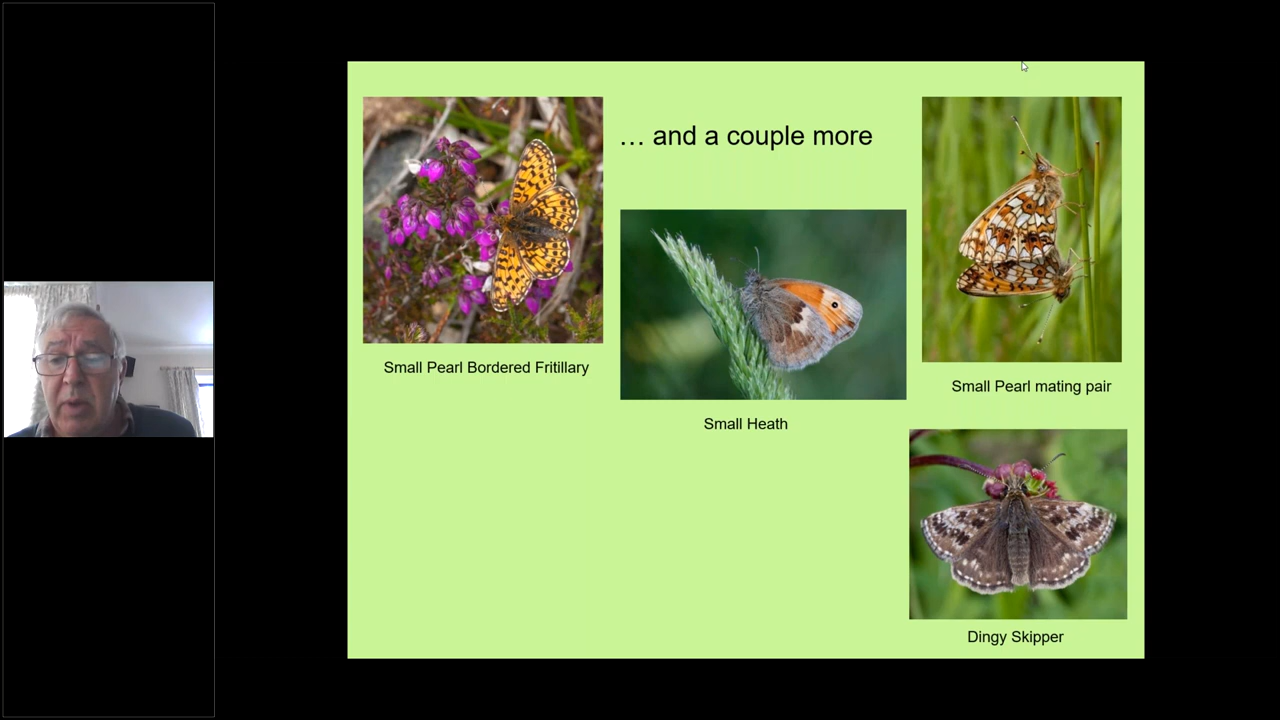 … and a couple more
Small Pearl Bordered Fritillary
Small Pearl mating pair
Small Heath
Dingy Skipper